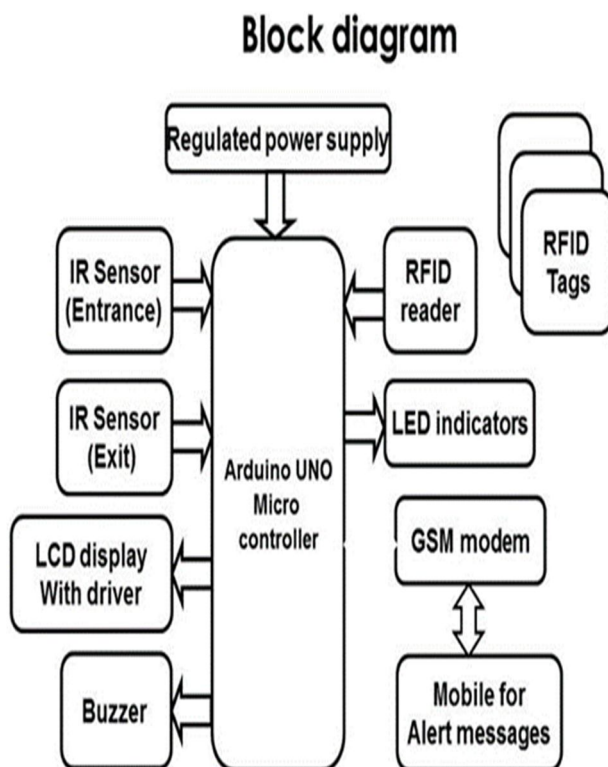 Block diagram
Regulated power supply
IR Sensor
(Entrance)
RFID
reader
RFID
Tags
IR Sensor
(Exit)
LED indicators
Arduino UNO
Micro
controller
LCD display
With driver
GSM modem
Buzzer
Mobile for
Alert messages